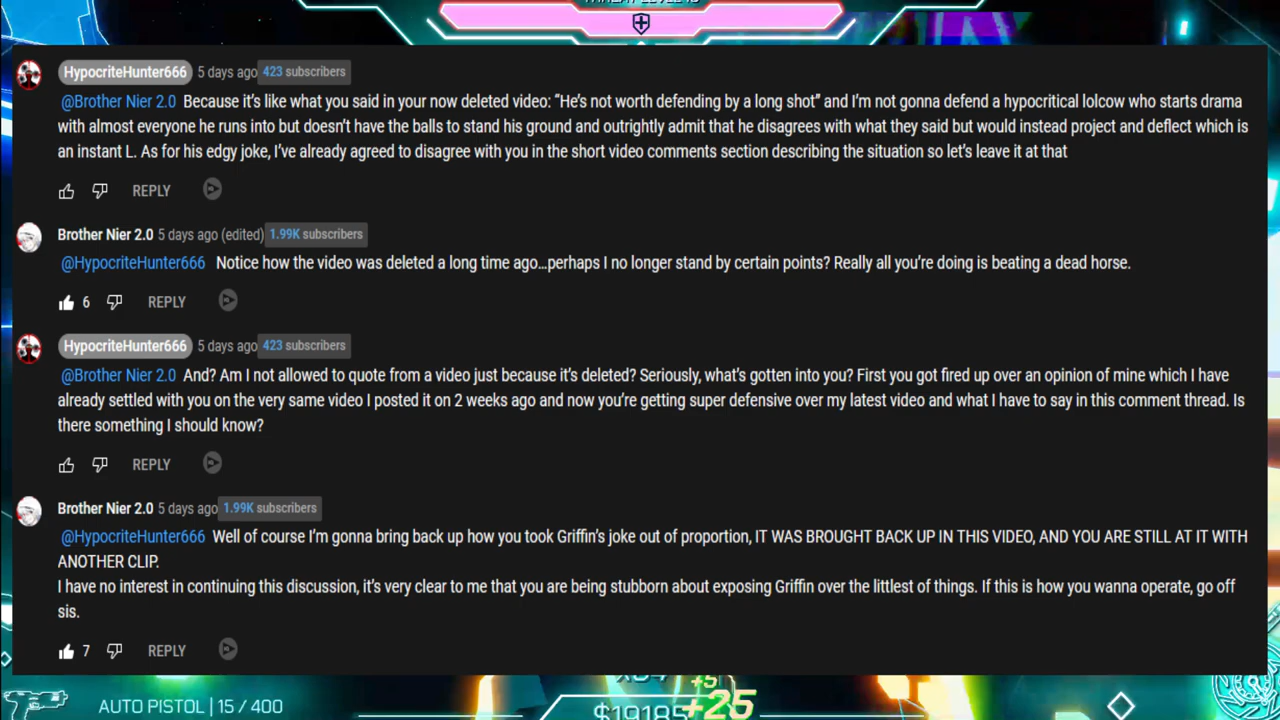 HypocriteHunter666 5 days ago 423 subscribers
@Brother Nier 2.0 Because it's like what you said in your now deleted video: “He's not worth defending by a long shot” and I'm not gonna defend a hypocritical lolcow who starts drama
with almost everyone he runs into but doesn't have the balls to stand his ground and outrightly admit that he disagrees with what they said but would instead project and deflect which is
an instant L. As for his edgy joke, I've already agreed to disagree with you in the short video comments section describing the situation so let's leave it at that
REPLY
Brother Nier 2.0 5 days ago (edited) 1.99K subscribers
@HypocriteHunter666 Notice how the video was deleted a long time ago...perhaps I no longer stand by certain points? Really all you're doing is beating a dead horse.
6 REPLY
HypocriteHunter666 5 days ago 423 subscribers
@Brother Nier 2.0 And? Am I not allowed to quote from a video just because it's deleted? Seriously, what's gotten into you? First you got fired up over an opinion of mine which I have
already settled with you on the very same video I posted it on 2 weeks ago and now you're getting super defensive over my latest video and what I have to say in this comment thread. Is
there something I should know?
REPLY
Brother Nier 2.0 5 days ago 1.99K subscribers
@HypocriteHunter666 Well of course I'm gonna bring back up how you took Griffin's joke out of proportion, IT WAS BROUGHT BACK UP IN THIS VIDEO, AND YOU ARE STILL AT IT WITH
ANOTHER CLIP.
I have no interest in continuing this discussion, it's very clear to me that you are being stubborn about exposing Griffin over the littlest of things. If this is how you wanna operate, go off
sis.
7 REPLY
+5
AUTO PISTOL | 15 / 400
$19185 +25